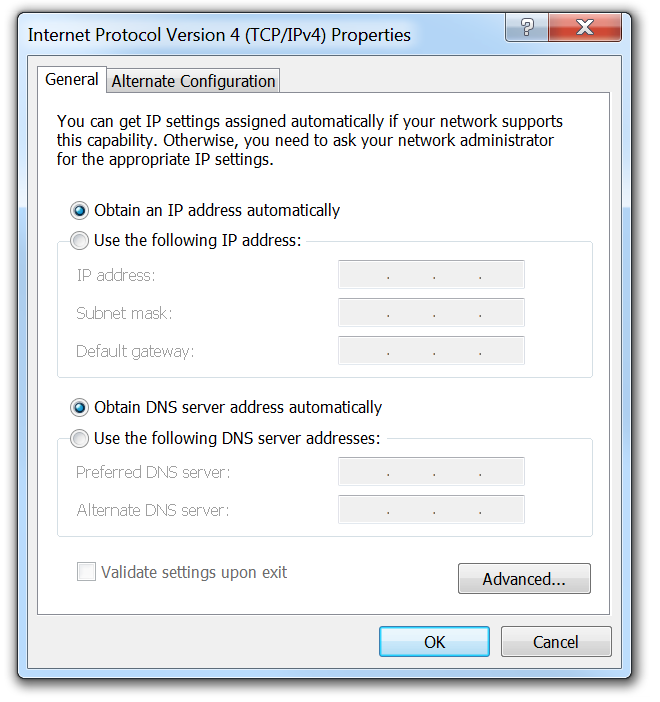 Internet Protocol Version 4 (TCP/IPv4) Properties
?
General
Alternate Configuration
You can get IP settings assigned automatically if your network supports
this capability. Otherwise, you need to ask your network administrator
for the appropriate IP settings.
Obtain an IP address automatically
Use the following IP address:
IP address:
. . .
Subnet mask:
. . .
Default gateway:
. . .
Obtain DNS server address automatically
Use the following DNS server addresses:
Preferred DNS server:
. . .
Alternate DNS server:
. . .
Validate settings upon exit
Advanced...
OK
Cancel